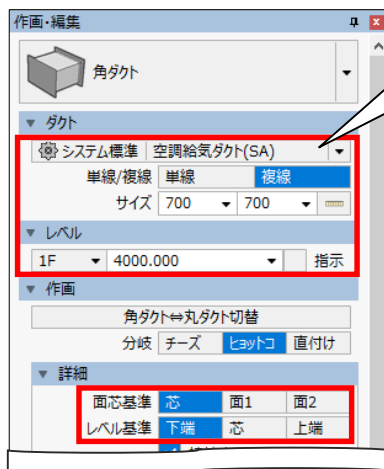 作画・編集
角ダクト
ダクト
システム標準 空調給気ダクト(SA)
単線/複線 単線 複線
サイズ 700 700
レベル
1F 4000.000 指示
作画
角ダクト⇔丸ダクト切替
分岐 チーズ ヒョットコ 直付け
詳細
面芯基準 芯 面1 面2
レベル基準 下端 芯 上端